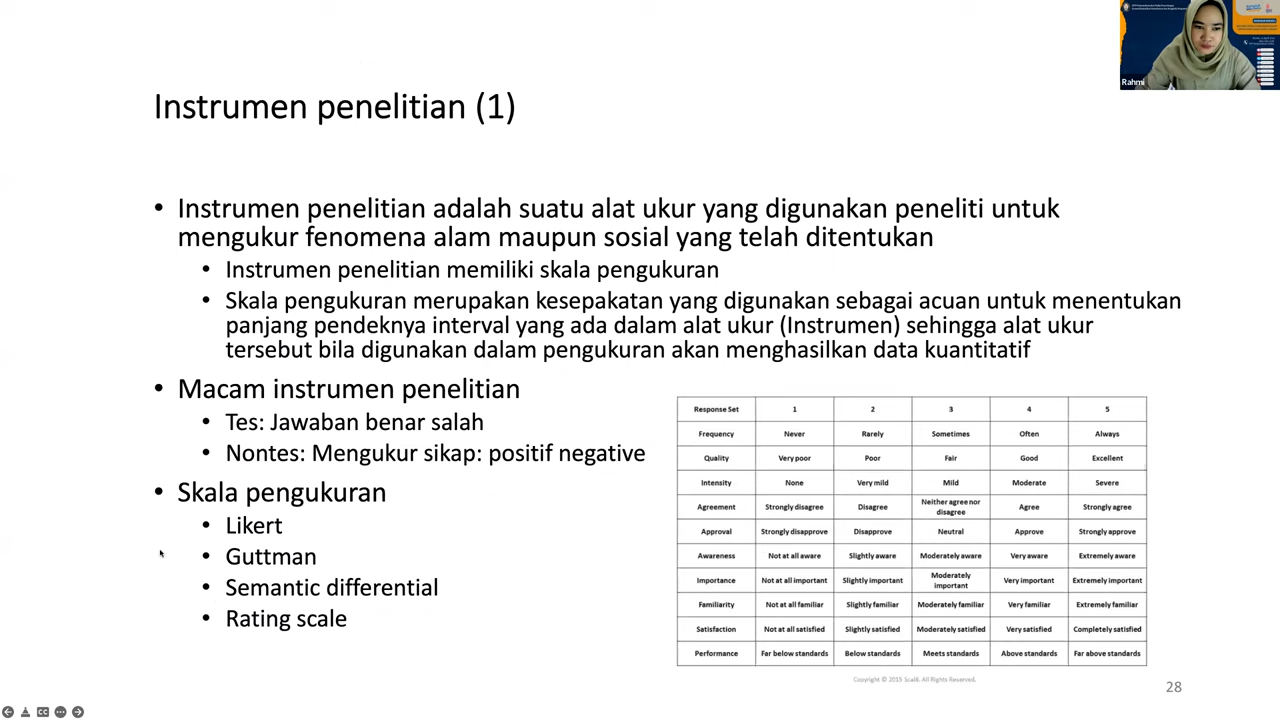 Rahmi
Instrumen penelitian (1)
• Instrumen penelitian adalah suatu alat ukur yang digunakan peneliti untuk
mengukur fenomena alam maupun sosial yang telah ditentukan
• Instrumen penelitian memiliki skala pengukuran
• Skala pengukuran merupakan kesepakatan yang digunakan sebagai acuan untuk menentukan
panjang pendeknya interval yang ada dalam alat ukur (Instrumen) sehingga alat ukur
tersebut bila digunakan dalam pengukuran akan menghasilkan data kuantitatif
• Macam instrumen penelitian
• Tes: Jawaban benar salah
• Nontes: Mengukur sikap: positif negative
• Skala pengukuran
• Likert
• Guttman
• Semantic differential
• Rating scale
Response Set 1 2 3 4 5
Frequency Never Rarely Sometimes Often Always
Quality Very poor Poor Fair Good Excellent
Intensity None Very mild Mild Moderate Severe
Agreement Strongly disagree Disagree Neither agree nor disagree Agree Strongly agree
Approval Strongly disapprove Disapprove Neutral Approve Strongly approve
Awareness Not at all aware Slightly aware Moderately aware Very aware Extremely aware
Importance Not at all important Slightly important Moderately important Very important Extremely important
Familiarity Not at all familiar Slightly familiar Moderately familiar Very familiar Extremely familiar
Satisfaction Not at all satisfied Slightly satisfied Moderately satisfied Very satisfied Completely satisfied
Performance Far below standards Below standards Meets standards Above standards Far above standards
Copyright © 2015 All Rights Reserved.
28